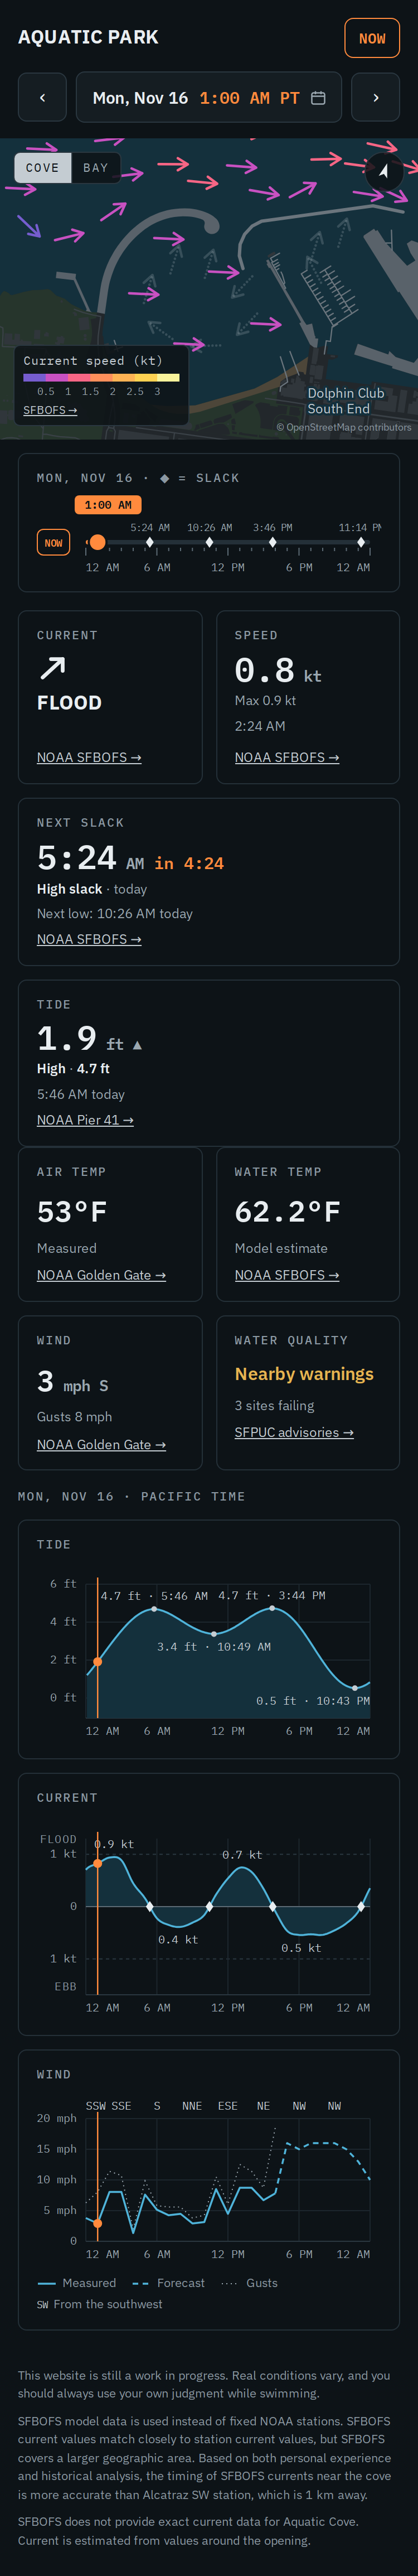 AQUATIC PARK
NOW
‹
Mon, Nov 16 1:00 AM PT
›
COVE BAY
Current speed (kt)
0.5 1 1.5 2 2.5 3
SFBOFS →
Dolphin Club
South End
© OpenStreetMap contributors
MON, NOV 16 · ◆ = SLACK
1:00 AM
5:24 AM 10:26 AM 3:46 PM 11:14 PM
NOW
12 AM 6 AM 12 PM 6 PM 12 AM
CURRENT
FLOOD
NOAA SFBOFS →
SPEED
0.8 kt
Max 0.9 kt
2:24 AM
NOAA SFBOFS →
NEXT SLACK
5:24 AM in 4:24
High slack · today
Next low: 10:26 AM today
NOAA SFBOFS →
TIDE
1.9 ft ▲
High · 4.7 ft
5:46 AM today
NOAA Pier 41 →
AIR TEMP
53°F
Measured
NOAA Golden Gate →
WATER TEMP
62.2°F
Model estimate
NOAA SFBOFS →
WIND
3 mph S
Gusts 8 mph
NOAA Golden Gate →
WATER QUALITY
Nearby warnings
3 sites failing
SFPUC advisories →
MON, NOV 16 · PACIFIC TIME
TIDE
6 ft
4.7 ft · 5:46 AM 4.7 ft · 3:44 PM
4 ft
3.4 ft · 10:49 AM
2 ft
0 ft
0.5 ft · 10:43 PM
12 AM 6 AM 12 PM 6 PM 12 AM
CURRENT
FLOOD
0.9 kt
1 kt
0.7 kt
0
0.4 kt
0.5 kt
1 kt
EBB
12 AM 6 AM 12 PM 6 PM 12 AM
WIND
SSW SSE S NNE ESE NE NW NW
20 mph
15 mph
10 mph
5 mph
0
12 AM 6 AM 12 PM 6 PM 12 AM
Measured Forecast Gusts
SW From the southwest
This website is still a work in progress. Real conditions vary, and you
should always use your own judgment while swimming.
SFBOFS model data is used instead of fixed NOAA stations. SFBOFS
current values match closely to station current values, but SFBOFS
covers a larger geographic area. Based on both personal experience
and historical analysis, the timing of SFBOFS currents near the cove
is more accurate than Alcatraz SW station, which is 1 km away.
SFBOFS does not provide exact current data for Aquatic Cove.
Current is estimated from values around the opening.